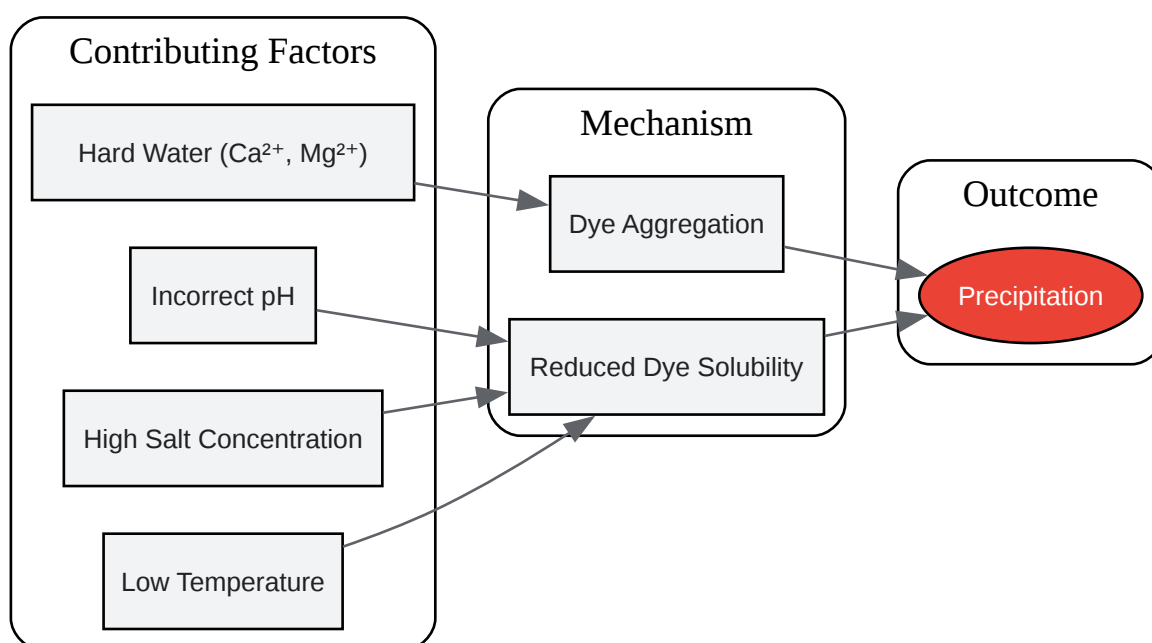 Contributing Factors
Hard Water (Ca²⁺, Mg²⁺)
Incorrect pH
High Salt Concentration
Low Temperature
Mechanism
Dye Aggregation
Reduced Dye Solubility
Outcome
Precipitation